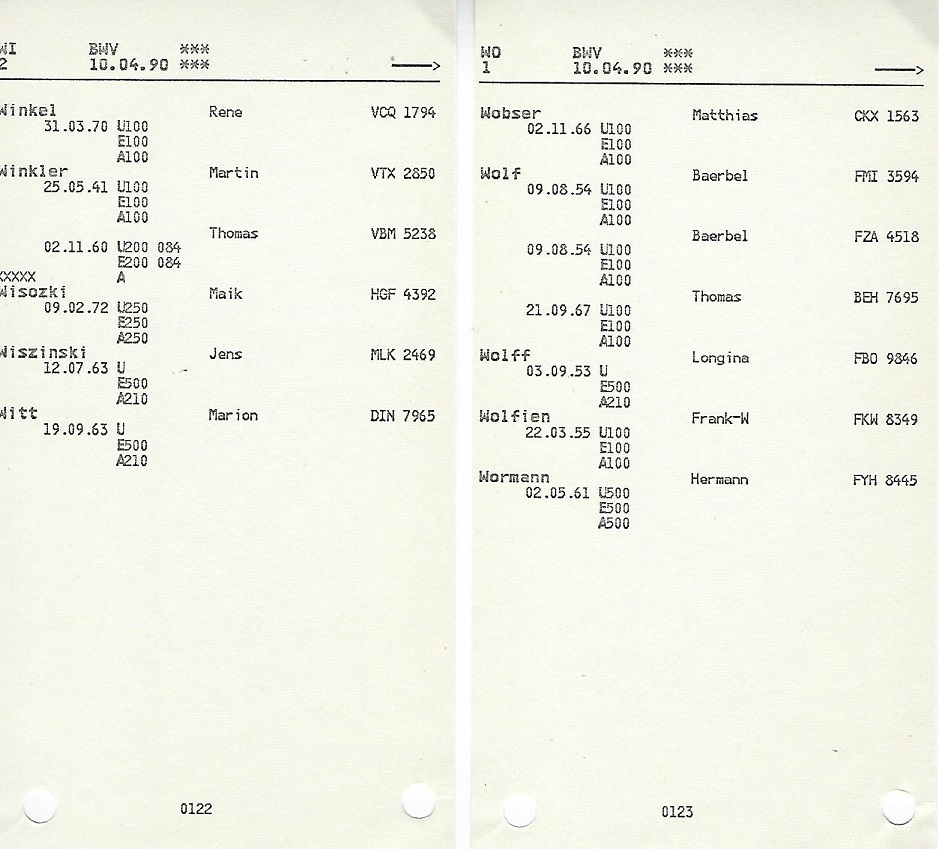 WI BWV ***
2 10.04.90 *** ——>
Winkel Rene VCQ 1794
31.03.70 U100
E100
A100
Winkler Martin VTX 2850
25.05.41 U100
E100
A100
Thomas VBM 5238
02.11.60 U200 084
E200 084
XXXXX A
Wisozki Maik HGF 4392
09.02.72 U250
E250
A250
Wiszinski Jens MLK 2469
12.07.63 U
E500
A210
Witt Marion DIN 7965
19.09.63 U
E500
A210
0122
WO BWV ***
1 10.04.90 *** ——>
Wobser Matthias CKX 1563
02.11.66 U100
E100
A100
Wolf Baerbel FMI 3594
09.08.54 U100
E100
A100
Baerbel FZA 4518
09.08.54 U100
E100
A100
Thomas BEH 7695
21.09.67 U100
E100
A100
Wolff Longina FBO 9846
03.09.53 U
E500
A210
Wolfien Frank-W FKW 8349
22.03.55 U100
E100
A100
Wormann Hermann FYH 8445
02.05.61 U500
E500
A500
0123